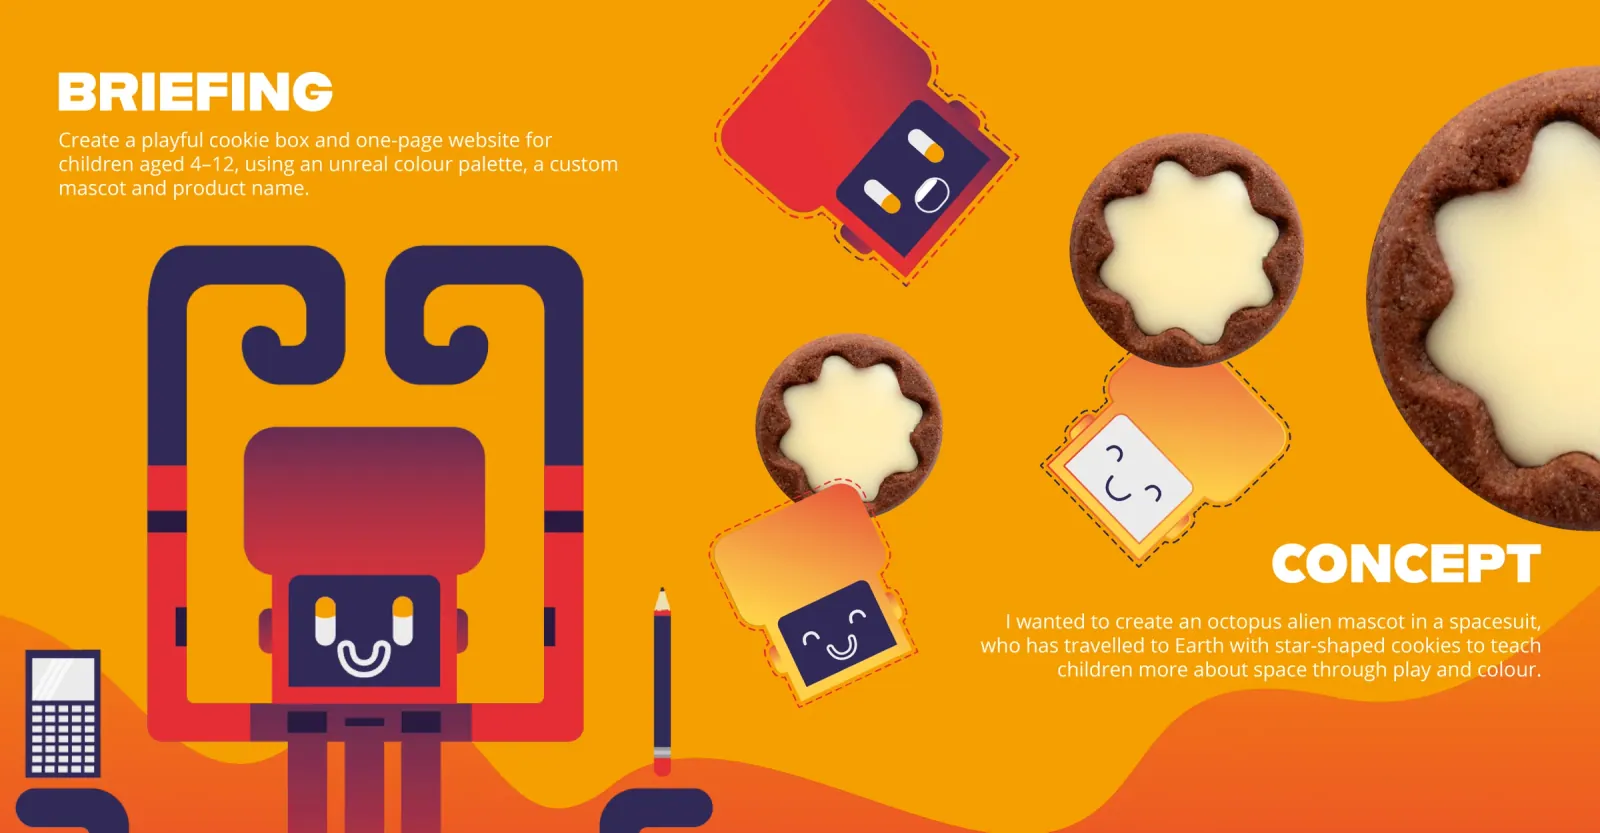 BRIEFING
Create a playful cookie box and one-page website for
children aged 4–12, using an unreal colour palette, a custom
mascot and product name.
CONCEPT
I wanted to create an octopus alien mascot in a spacesuit,
who has travelled to Earth with star-shaped cookies to teach
children more about space through play and colour.